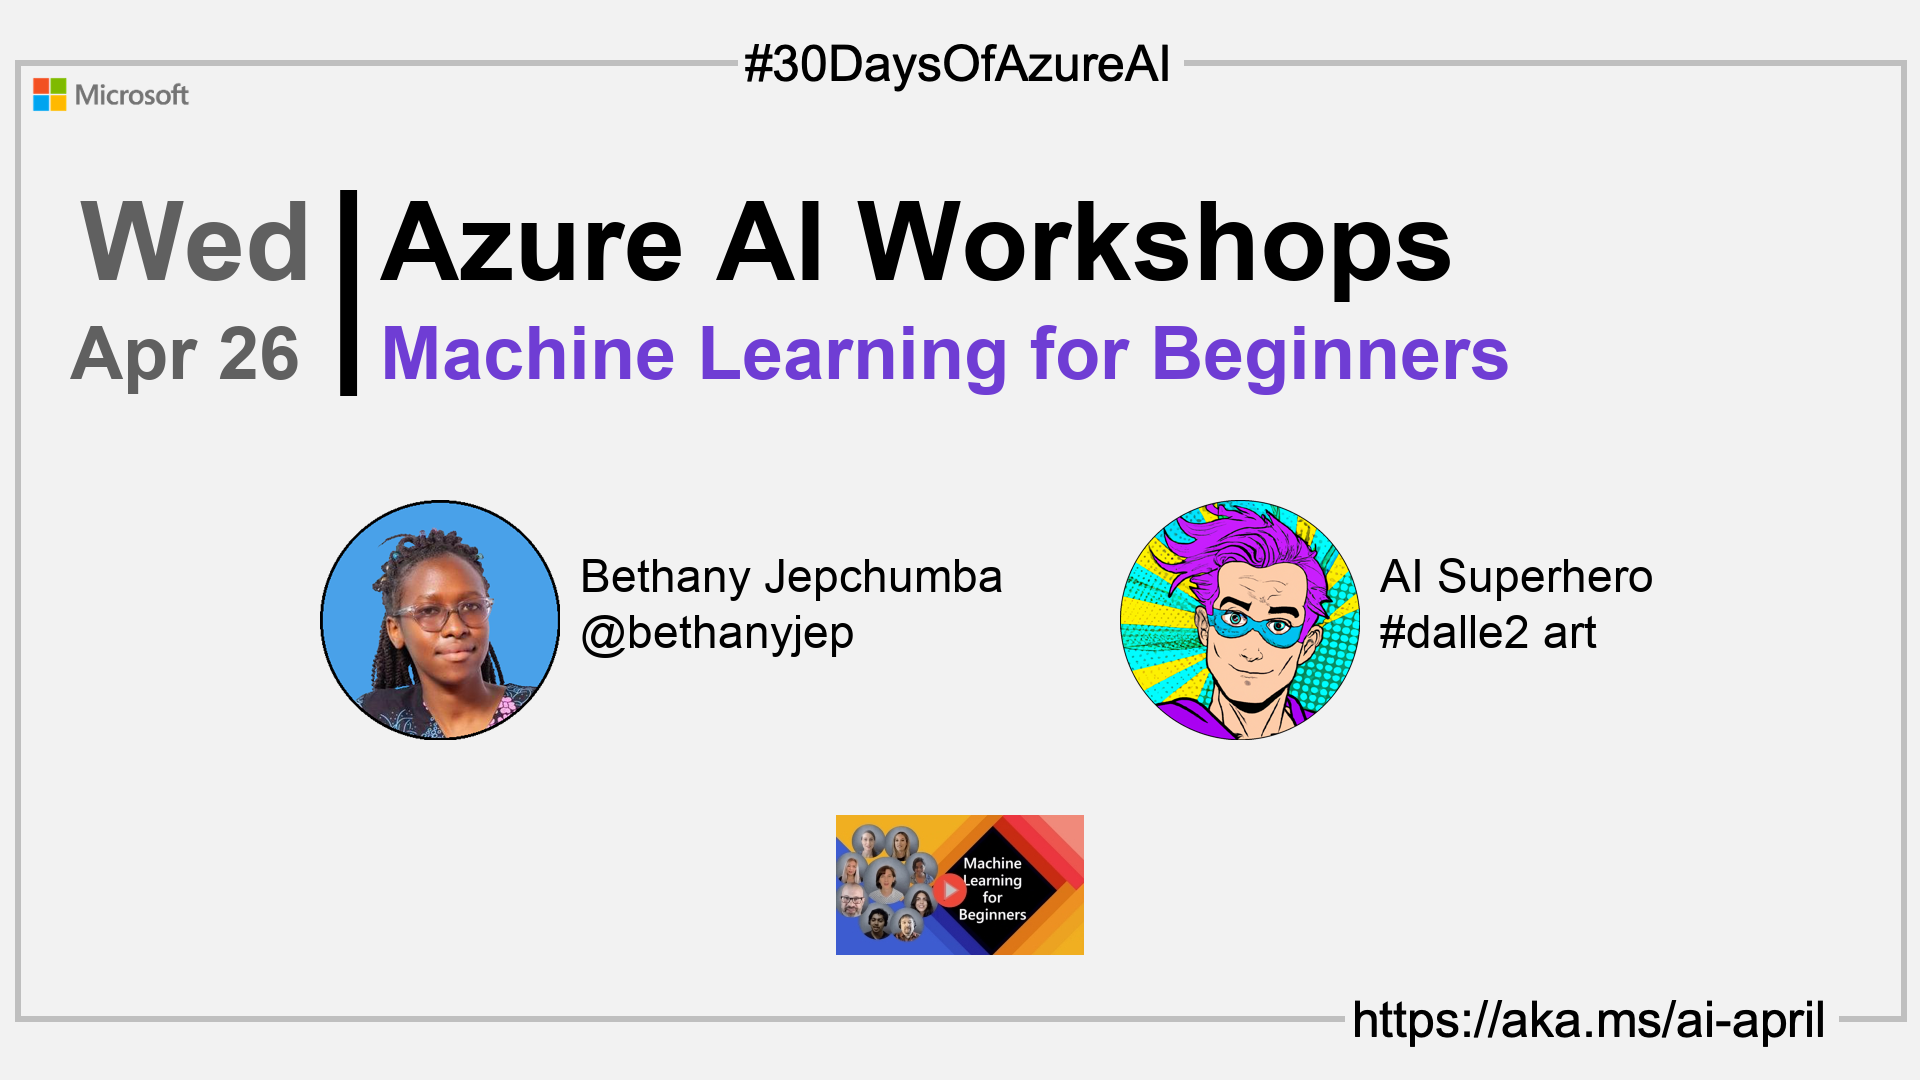 #30DaysOfAzureAI
Microsoft
Wed
Apr 26
Azure AI Workshops
Machine Learning for Beginners
Bethany Jepchumba
@bethanyjep
AI Superhero
#dalle2 art
Machine
Learning
for
Beginners
https://aka.ms/ai-april